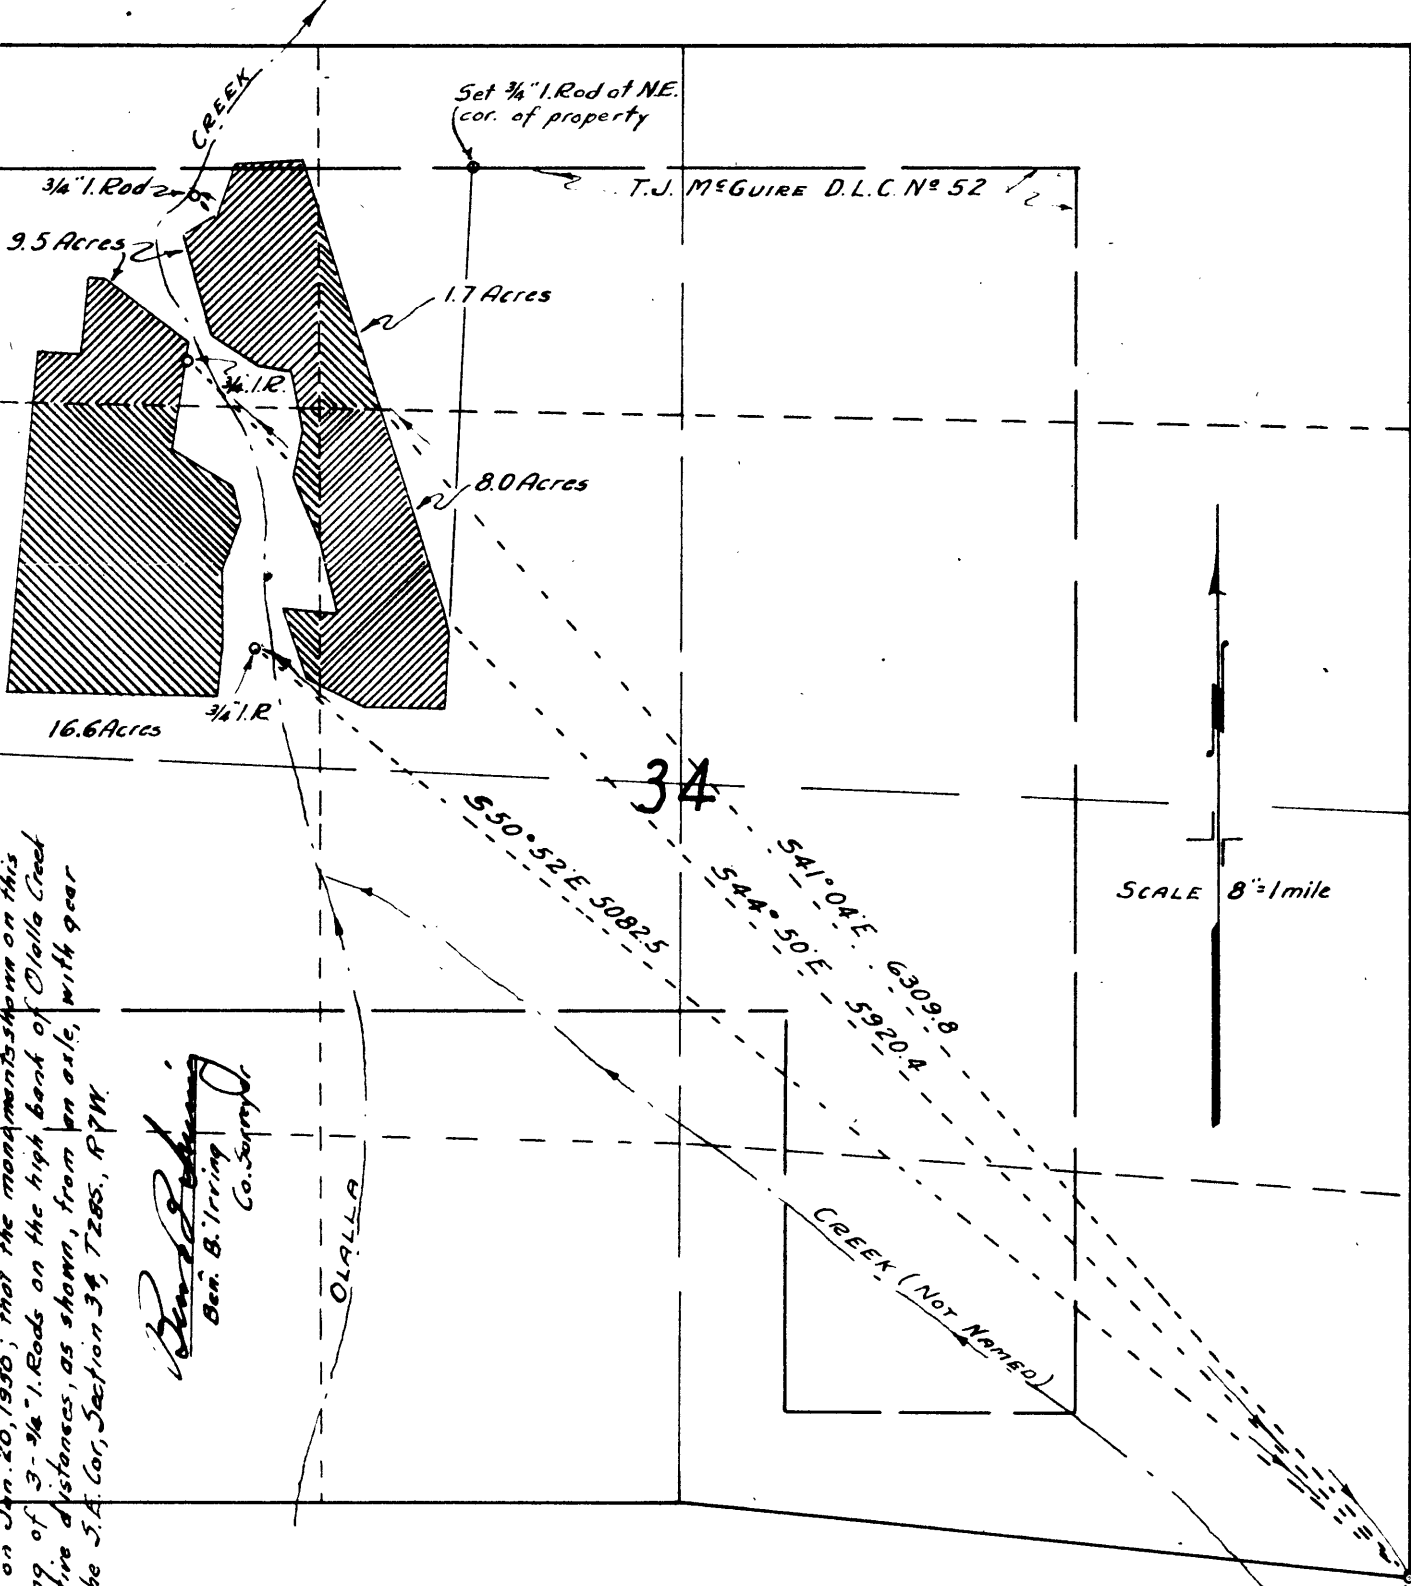 CREEK
Set 3/4" I.Rod at N.E.
cor. of property
3/4" I.Rod
T.J. McGUIRE D.L.C. Nº 52
9.5 Acres
1.7 Acres
3/4" I.R.
8.0 Acres
3/4" I.R.
16.6 Acres
34
S50°52'E 5082.5
S44°50'E 5920.4
S41°04'E 6309.8
SCALE 8"=1mile
on Jan. 20, 1950; that the monuments shown on this
of 3-3/4" I.Rods on the high bank of Olalla Creek
distances, as shown, from an axle, with gear
S.E. Cor, Section 34, T28S., R7W.
Ben B. Irving
Co. Surveyor
OLALLA
CREEK (NOT NAMED)